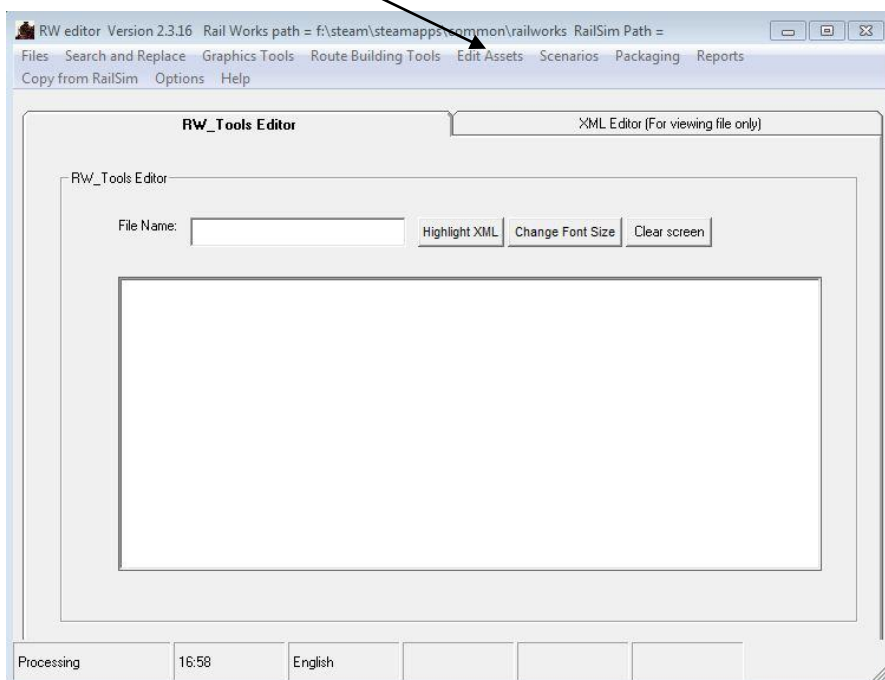 RW editor Version 2.3.16 Rail Works path = f:\steam\steamapps\common\railworks RailSim Path =
Files Search and Replace Graphics Tools Route Building Tools Edit Assets Scenarios Packaging Reports
Copy from RailSim Options Help
RW_Tools Editor XML Editor (For viewing file only)
RW_Tools Editor
File Name: Highlight XML Change Font Size Clear screen
Processing 16:58 English